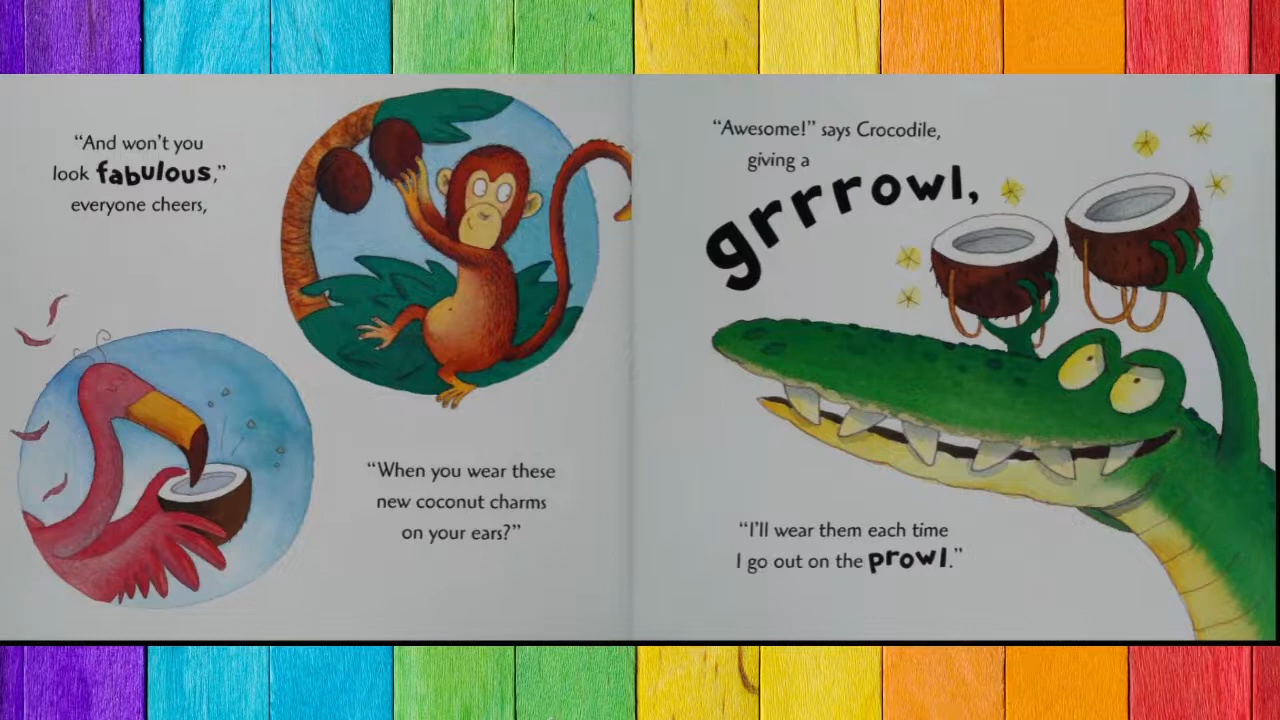 “And won’t you
look fabulous,”
everyone cheers,
“When you wear these
new coconut charms
on your ears?”
“Awesome!” says Crocodile,
giving a
grrrowl,
“I’ll wear them each time
I go out on the prowl.”